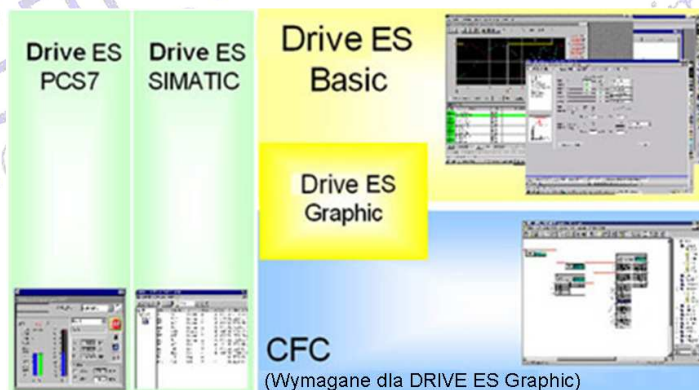 Drive ES
PCS7
Drive ES
SIMATIC
Drive ES
Basic
Drive ES
Graphic
CFC
(Wymagane dla DRIVE ES Graphic)